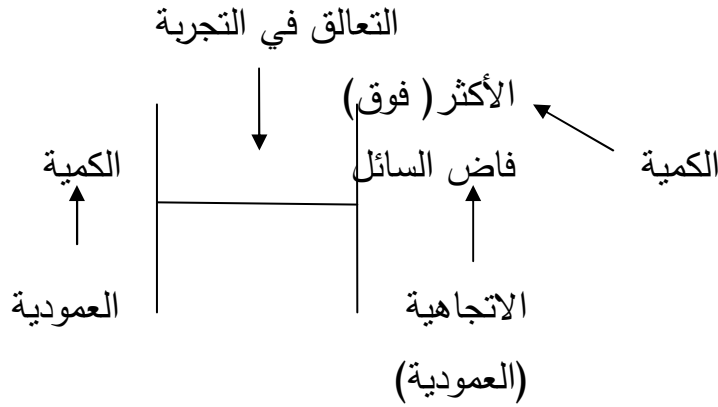 التعالق في التجربة
الأكثر( فوق)
الكمية
فاض السائل
الكمية
الاتجاهية
العمودية
(العمودية)